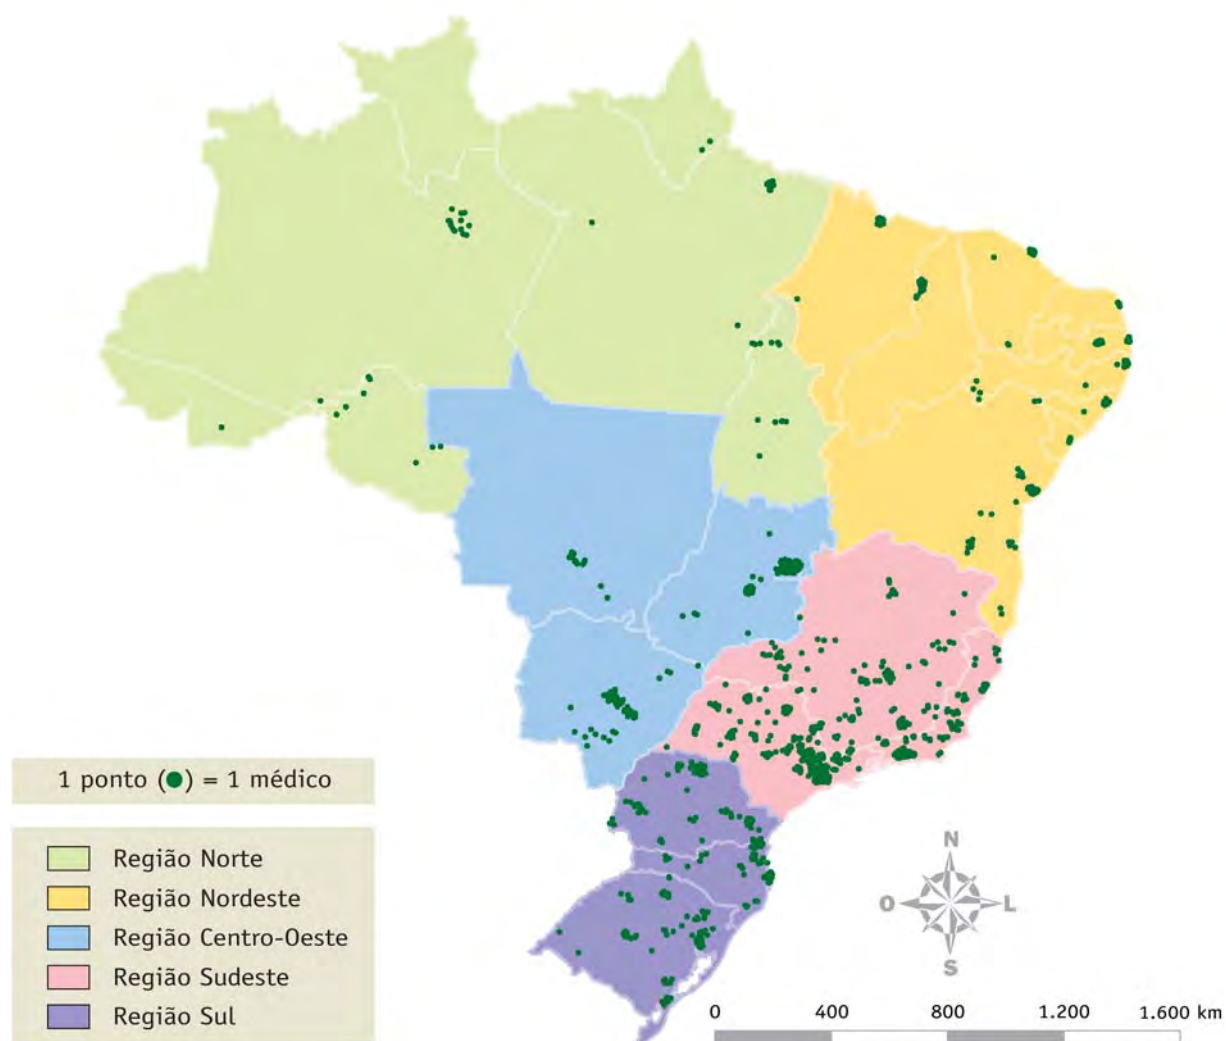 1 ponto (●) = 1 médico
Região Norte
Região Nordeste
Região Centro-Oeste
Região Sudeste
Região Sul
N
O L
S
0 400 800 1.200 1.600 km